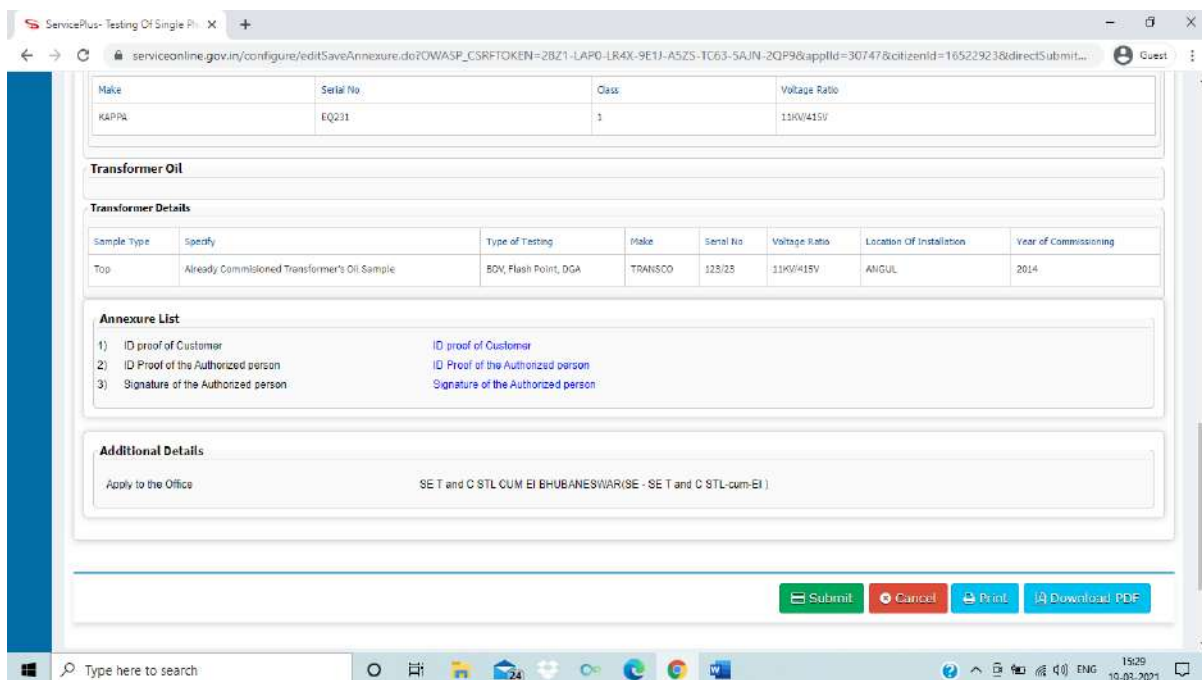 ServicePlus- Testing Of Single Ph
serviceonline.gov.in/configure/editSaveAnnexure.do?OWASP_CSRFTOKEN=2BZ1-LAP0-LR4X-9E1J-A5ZS-TC63-5AJN-2QP9&applId=30747&citizenId=16522923&directSubmit... Guest
Make Serial No Class Voltage Ratio
KAPPA EQ231 1 11KV/415V
Transformer Oil
Transformer Details
Sample Type Specify Type of Testing Make Serial No Voltage Ratio Location Of Installation Year of Commissioning
Top Already Commisioned Transformer's Oil Sample BDV, Flash Point, DGA TRANSCO 11KV/415V ANGUL 2014
Annexure List
1) ID proof of Customer ID proof of Customer
2) ID Proof of the Authorized person ID Proof of the Authorized person
3) Signature of the Authorized person Signature of the Authorized person
Additional Details
Apply to the Office SE T and C STL CUM EI BHUBANESWAR(SE - SE T and C STL-cum-EI )
Submit Cancel Print Download PDF
Type here to search 24 ENG 15:29
19-03-2021